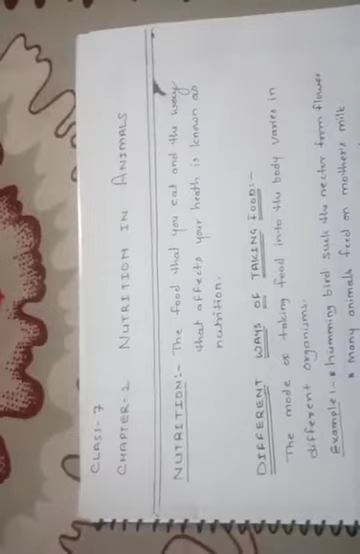 CLASS-7
CHAPTER-2 NUTRITION IN ANIMALS
NUTRITION:- The food that you eat and the way
that affects your heath is known as
nutrition.
DIFFERENT WAYS OF TAKING FOOD:-
The mode of taking food into the body varies in
different organisms.
Example:- * humming bird suck the nector from flower
* Many animals feed on mother's milk